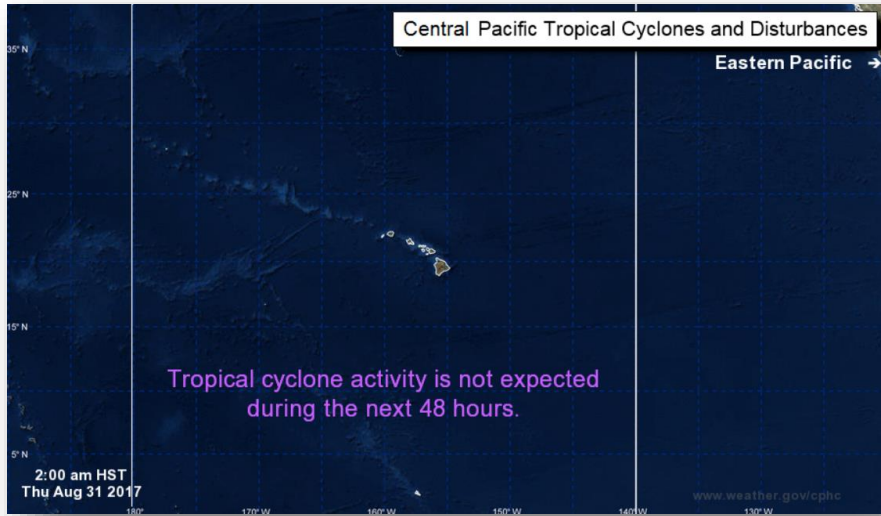 Central Pacific Tropical Cyclones and Disturbances
35° N
Eastern Pacific →
25° N
15° N
Tropical cyclone activity is not expected
during the next 48 hours.
5° N
2:00 am HST
Thu Aug 31 2017
www.weather.gov/cphc
180° 170° W 160° W 150° W 140° W 130° W